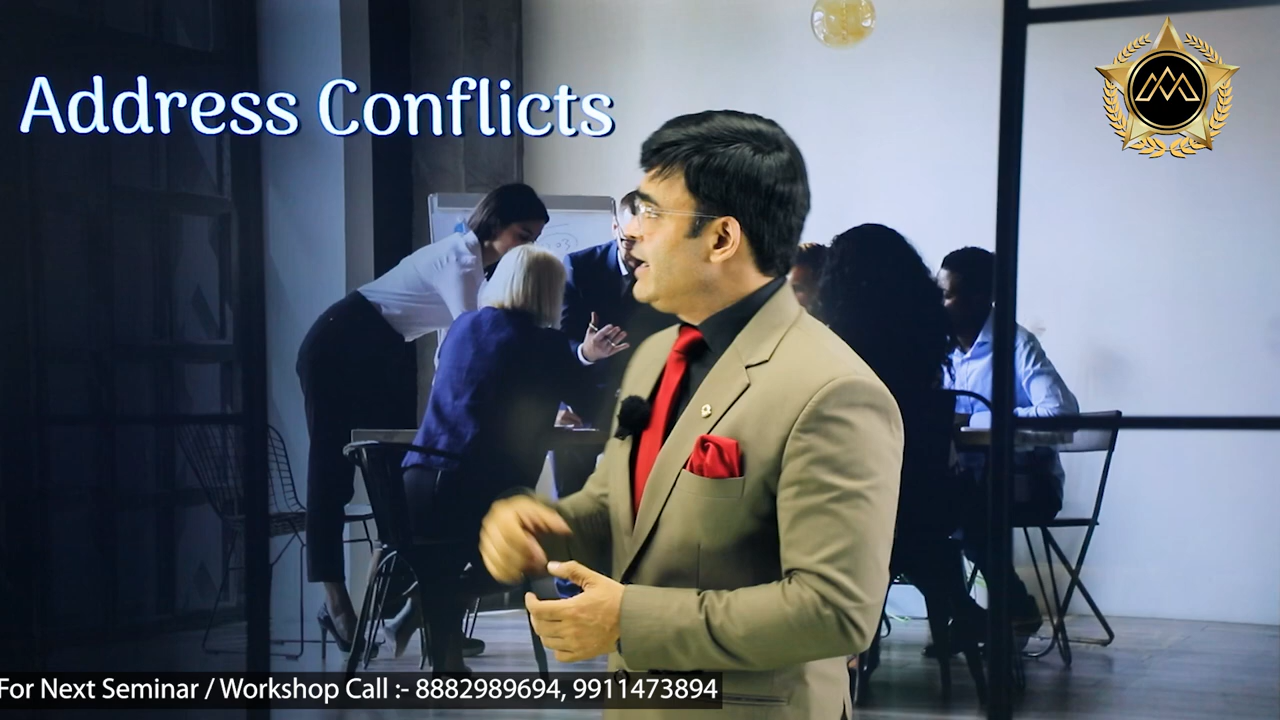 Address Conflicts
For Next Seminar / Workshop Call :- 8882989694, 9911473894